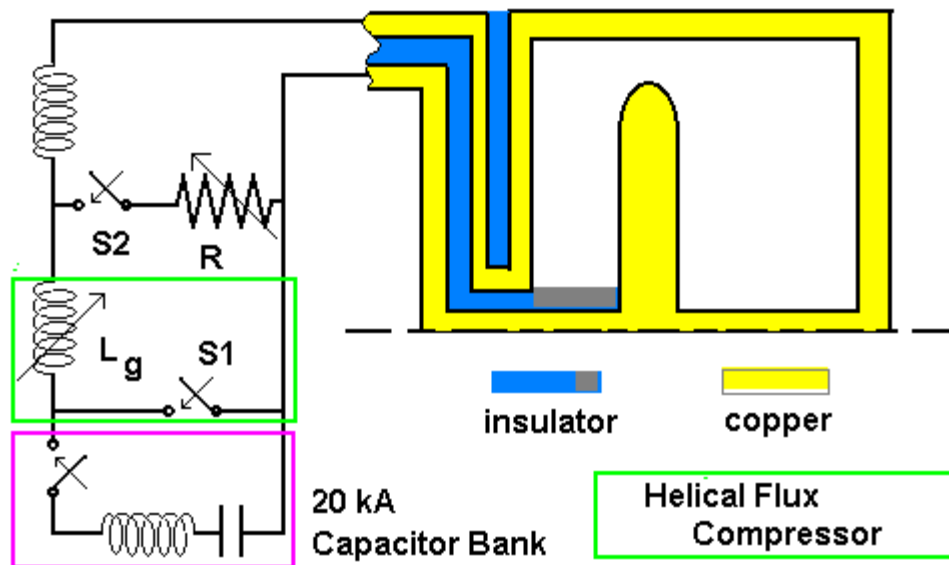 S2
R
L g
S1
insulator
copper
20 kA
Capacitor Bank
Helical Flux
Compressor